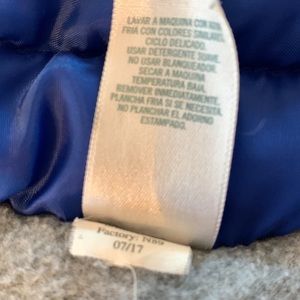 LAVAR A MAQUINA CON AGUA
FRIA CON COLORES SIMILARES,
CICLO DELICADO.
USAR DETERGENTE SUAVE.
NO USAR BLANQUEADOR.
SECAR A MAQUINA
TEMPERATURA BAJA.
REMOVER INMEDIATAMENTE.
PLANCHA FRIA SI SE NECESITA.
NO PLANCHAR EL ADORNO
ESTAMPADO.
Factory:
07/17